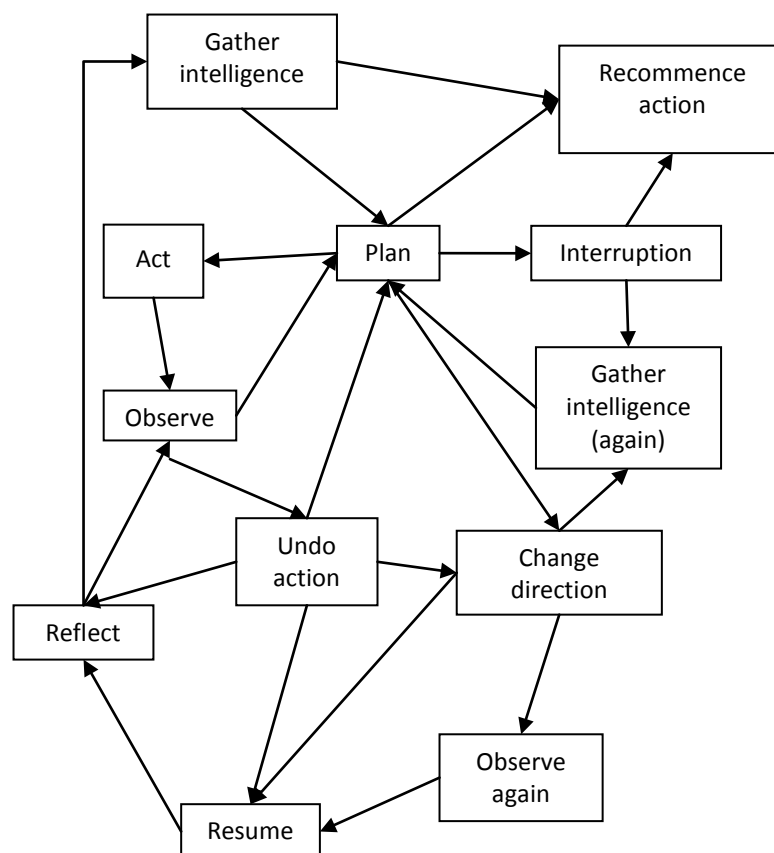 Gather
intelligence
Recommence
action
Act
Plan
Interruption
Observe
Gather
intelligence
(again)
Undo
action
Change
direction
Reflect
Observe
again
Resume